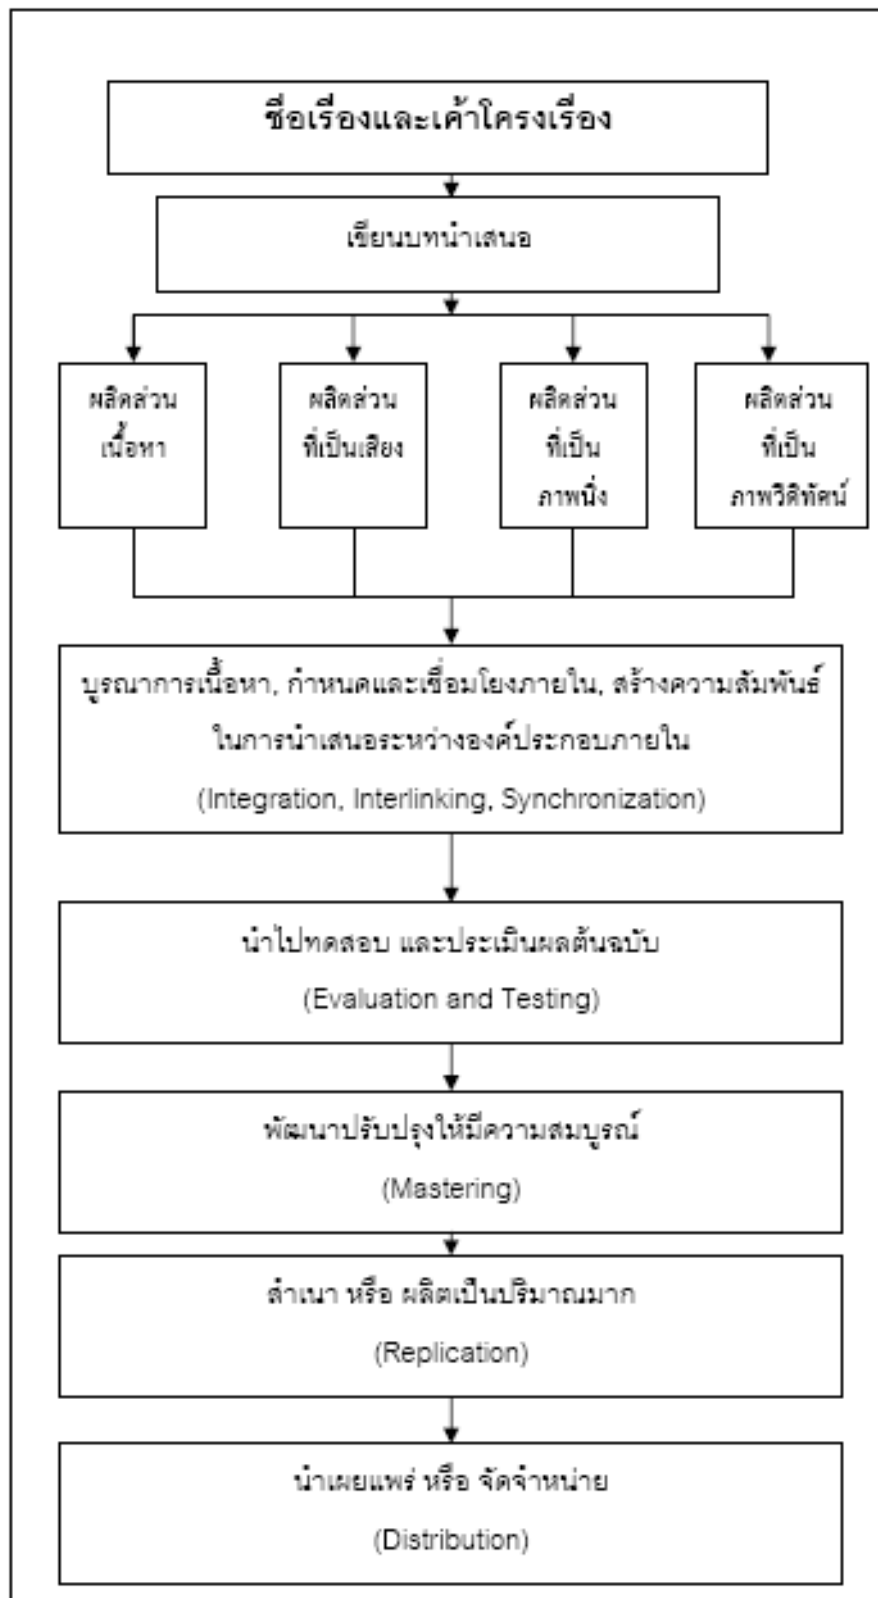 ชื่อเรื่องและเค้าโครงเรื่อง
เขียนบทนำเสนอ
ผลิตส่วน
เนื้อหา
ผลิตส่วน
ที่เป็นเสียง
ผลิตส่วน
ที่เป็น
ภาพนิ่ง
ผลิตส่วน
ที่เป็น
ภาพวีดิทัศน์
บูรณาการเนื้อหา, กำหนดและเชื่อมโยงภายใน, สร้างความสัมพันธ์
ในการนำเสนอระหว่างองค์ประกอบภายใน
(Integration, Interlinking, Synchronization)
นำไปทดสอบ และประเมินผลต้นฉบับ
(Evaluation and Testing)
พัฒนาปรับปรุงให้มีความสมบูรณ์
(Mastering)
สำเนา หรือ ผลิตเป็นปริมาณมาก
(Replication)
นำเผยแพร่ หรือ จัดจำหน่าย
(Distribution)